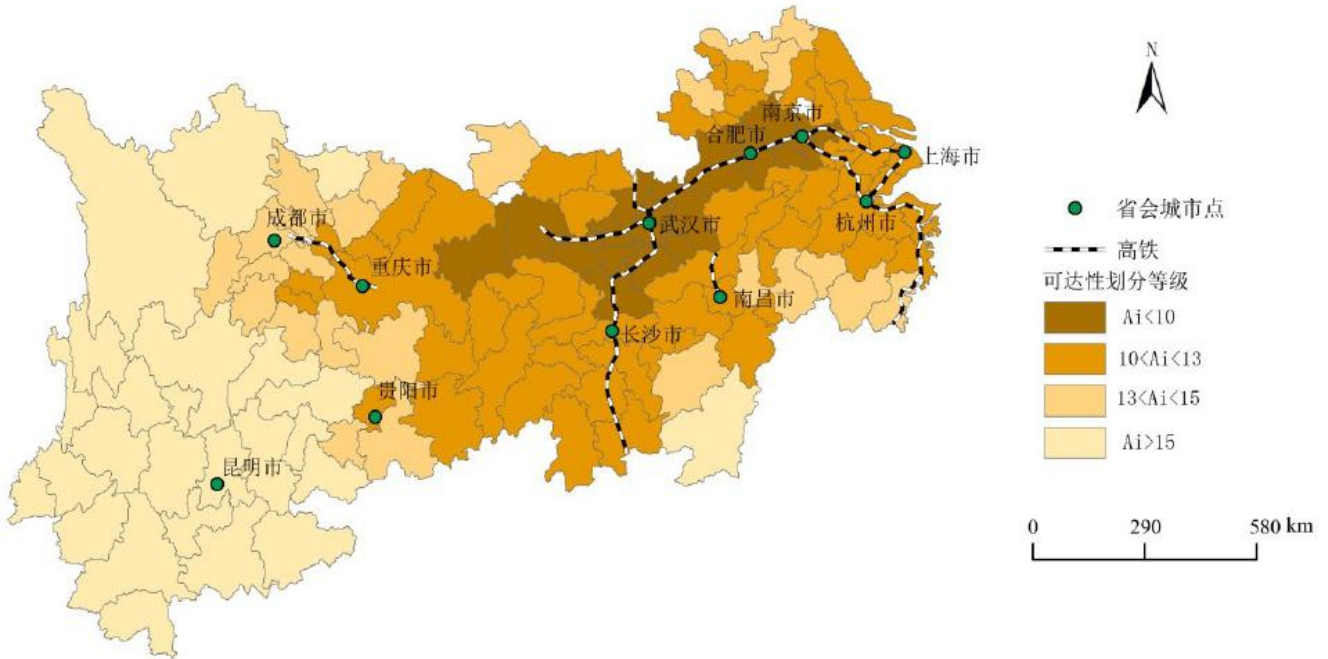 N
南京市
合肥市
上海市
成都市
武汉市
杭州市
重庆市
南昌市
长沙市
贵阳市
昆明市
省会城市点
高铁
可达性划分等级
Ai<10
10<Ai<13
13<Ai<15
Ai>15
0 290 580 km